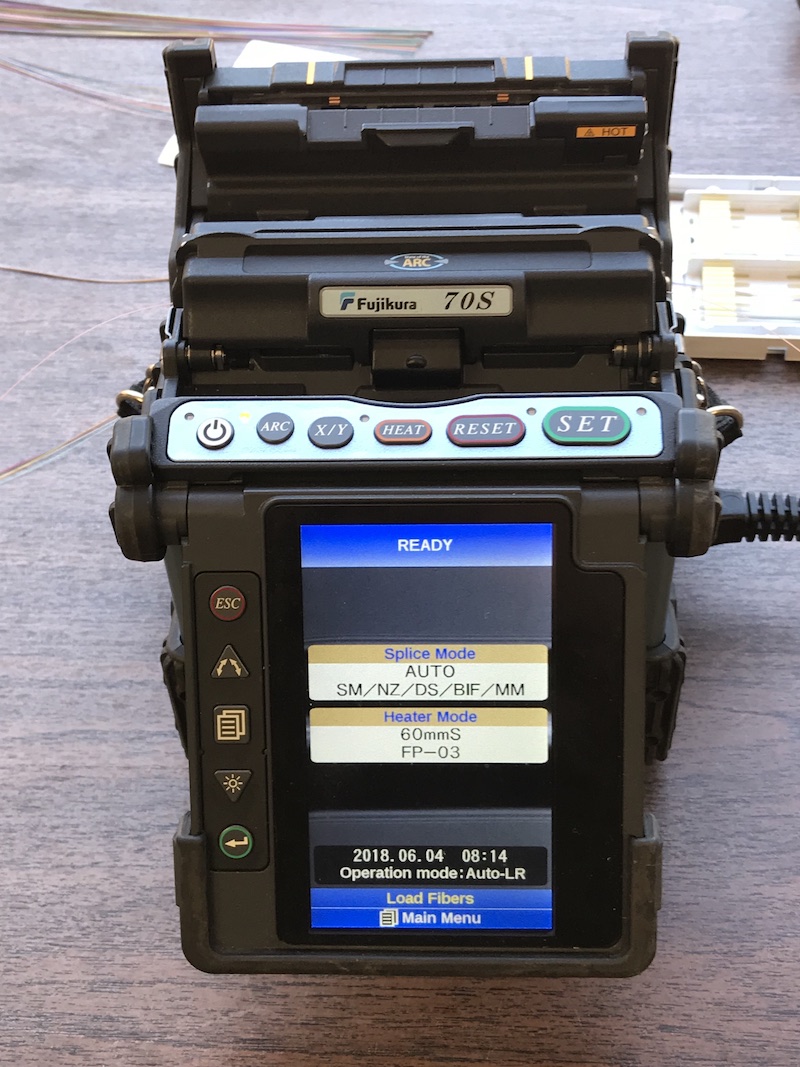 HOT
ARC
Fujikura 70S
ARC X/Y HEAT RESET SET
READY
ESC
Splice Mode
AUTO
SM/NZ/DS/BIF/MM
Heater Mode
60mmS
FP-03
2018.06.04 08:14
Operation mode:Auto-LR
Load Fibers
Main Menu